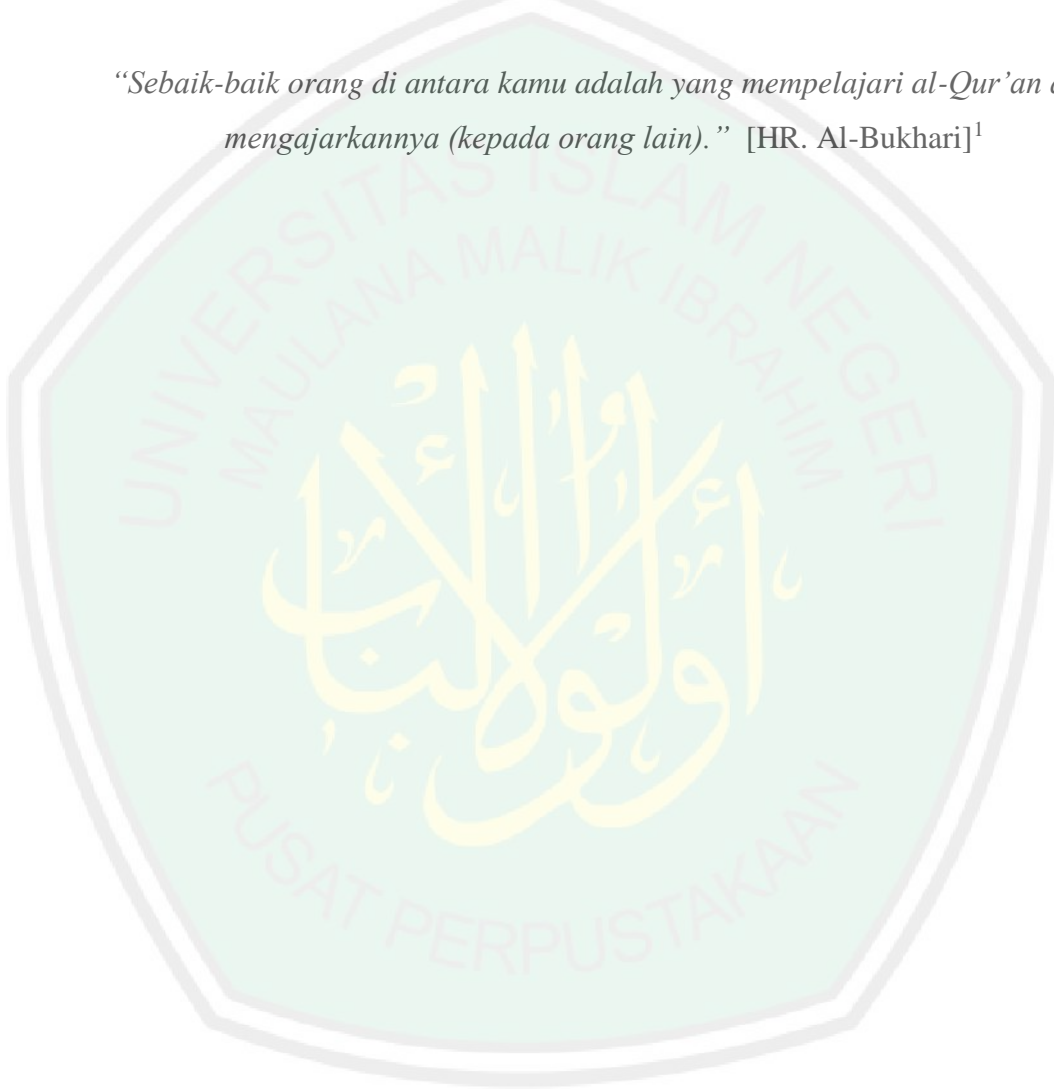 “Sebaik-baik orang di antara kamu adalah yang mempelajari al-Qur’an
mengajarkannya (kepada orang lain).” [HR. Al-Bukhari]1
UNIVERSITAS ISLAM NEGERI
MAULANA MALIK IBRAHIM
أولوا الألباب
PUSAT PERPUSTAKAAN